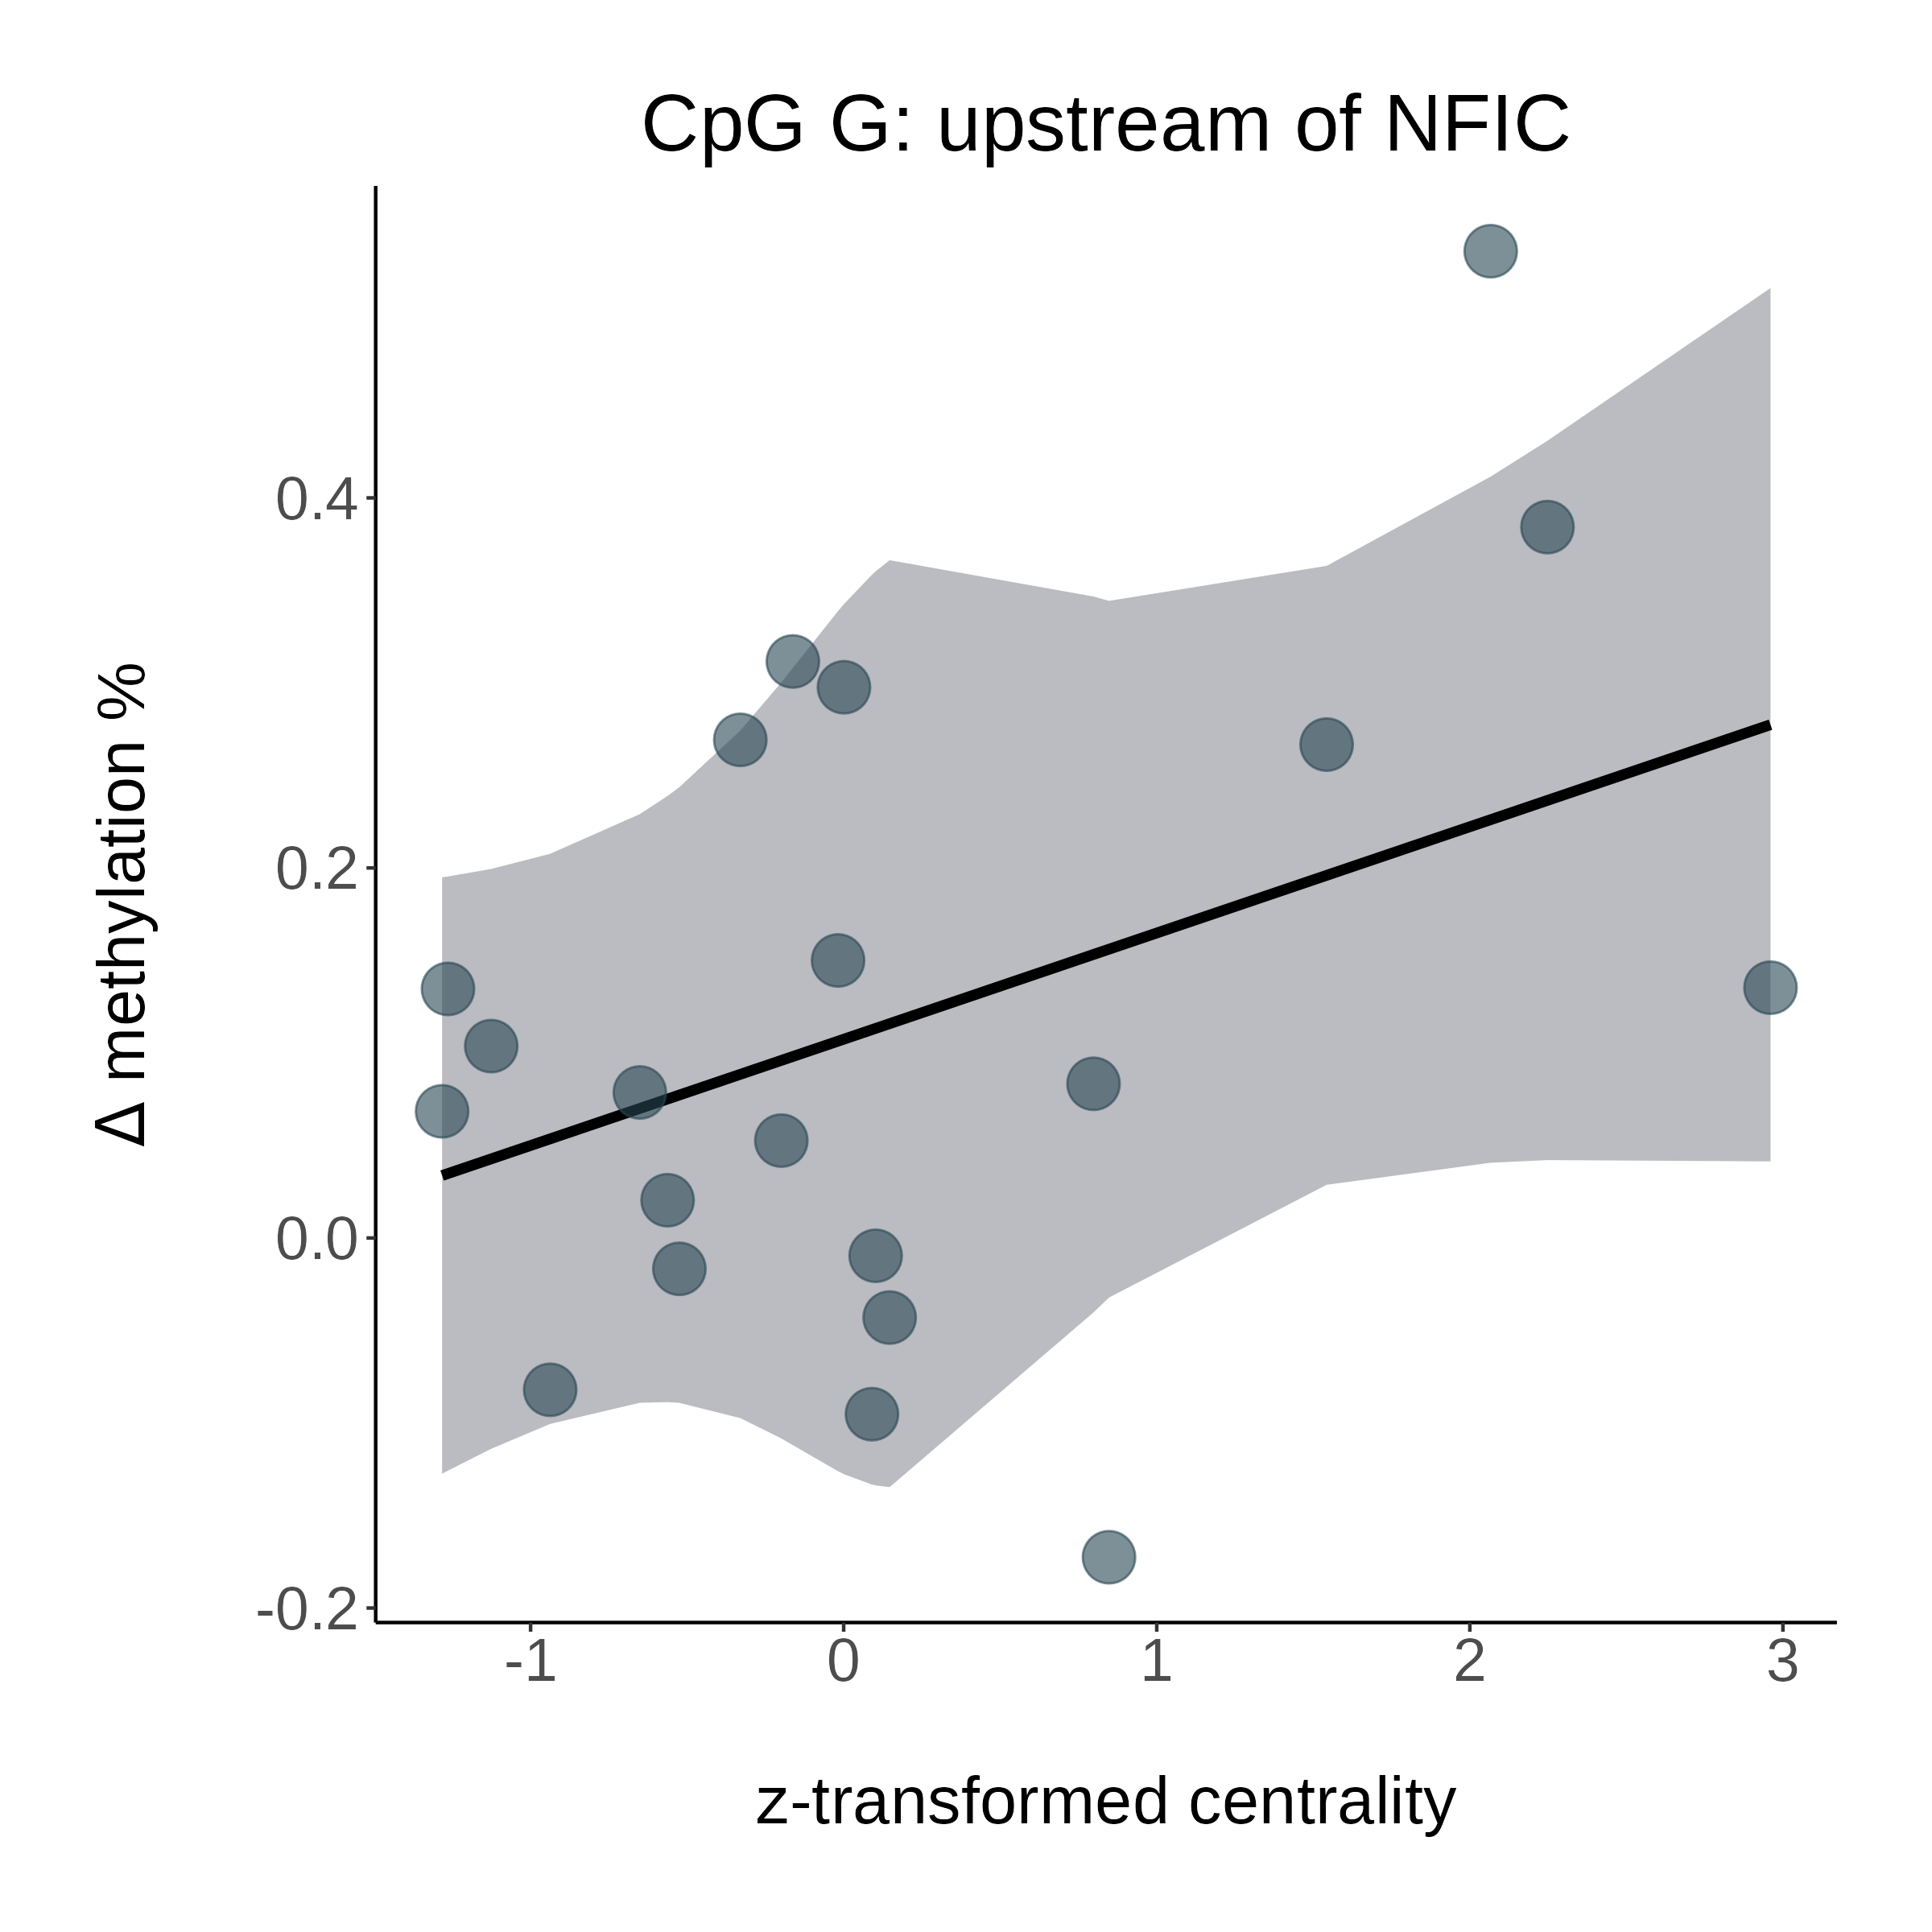 CpG G: upstream of NFIC
Δ methylation %
0.4
0.2
0.0
-0.2
-1 0 1 2 3
z-transformed centrality